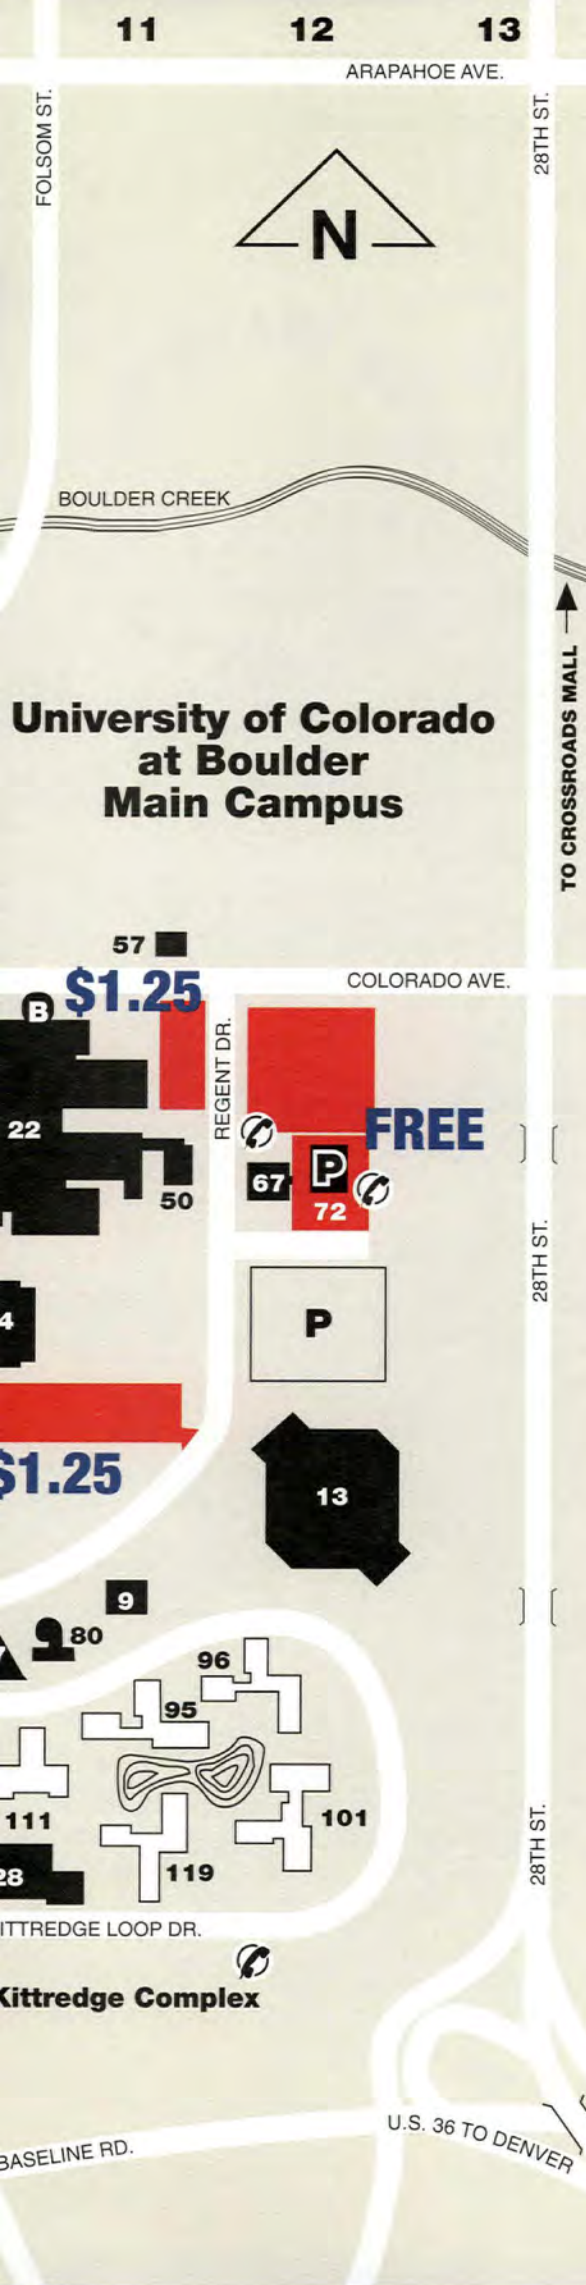 11 12 13
ARAPAHOE AVE.
FOLSOM ST.
28TH ST.
N
BOULDER CREEK
TO CROSSROADS MALL
University of Colorado
at Boulder
Main Campus
57
$1.25
COLORADO AVE.
B
REGENT DR.
22
FREE
50
67
P
72
28TH ST.
4
P
$1.25
13
9
80
96
95
111
101
28
119
28TH ST.
ITTREDGE LOOP DR.
Kittredge Complex
U.S. 36 TO DENVER
BASELINE RD.